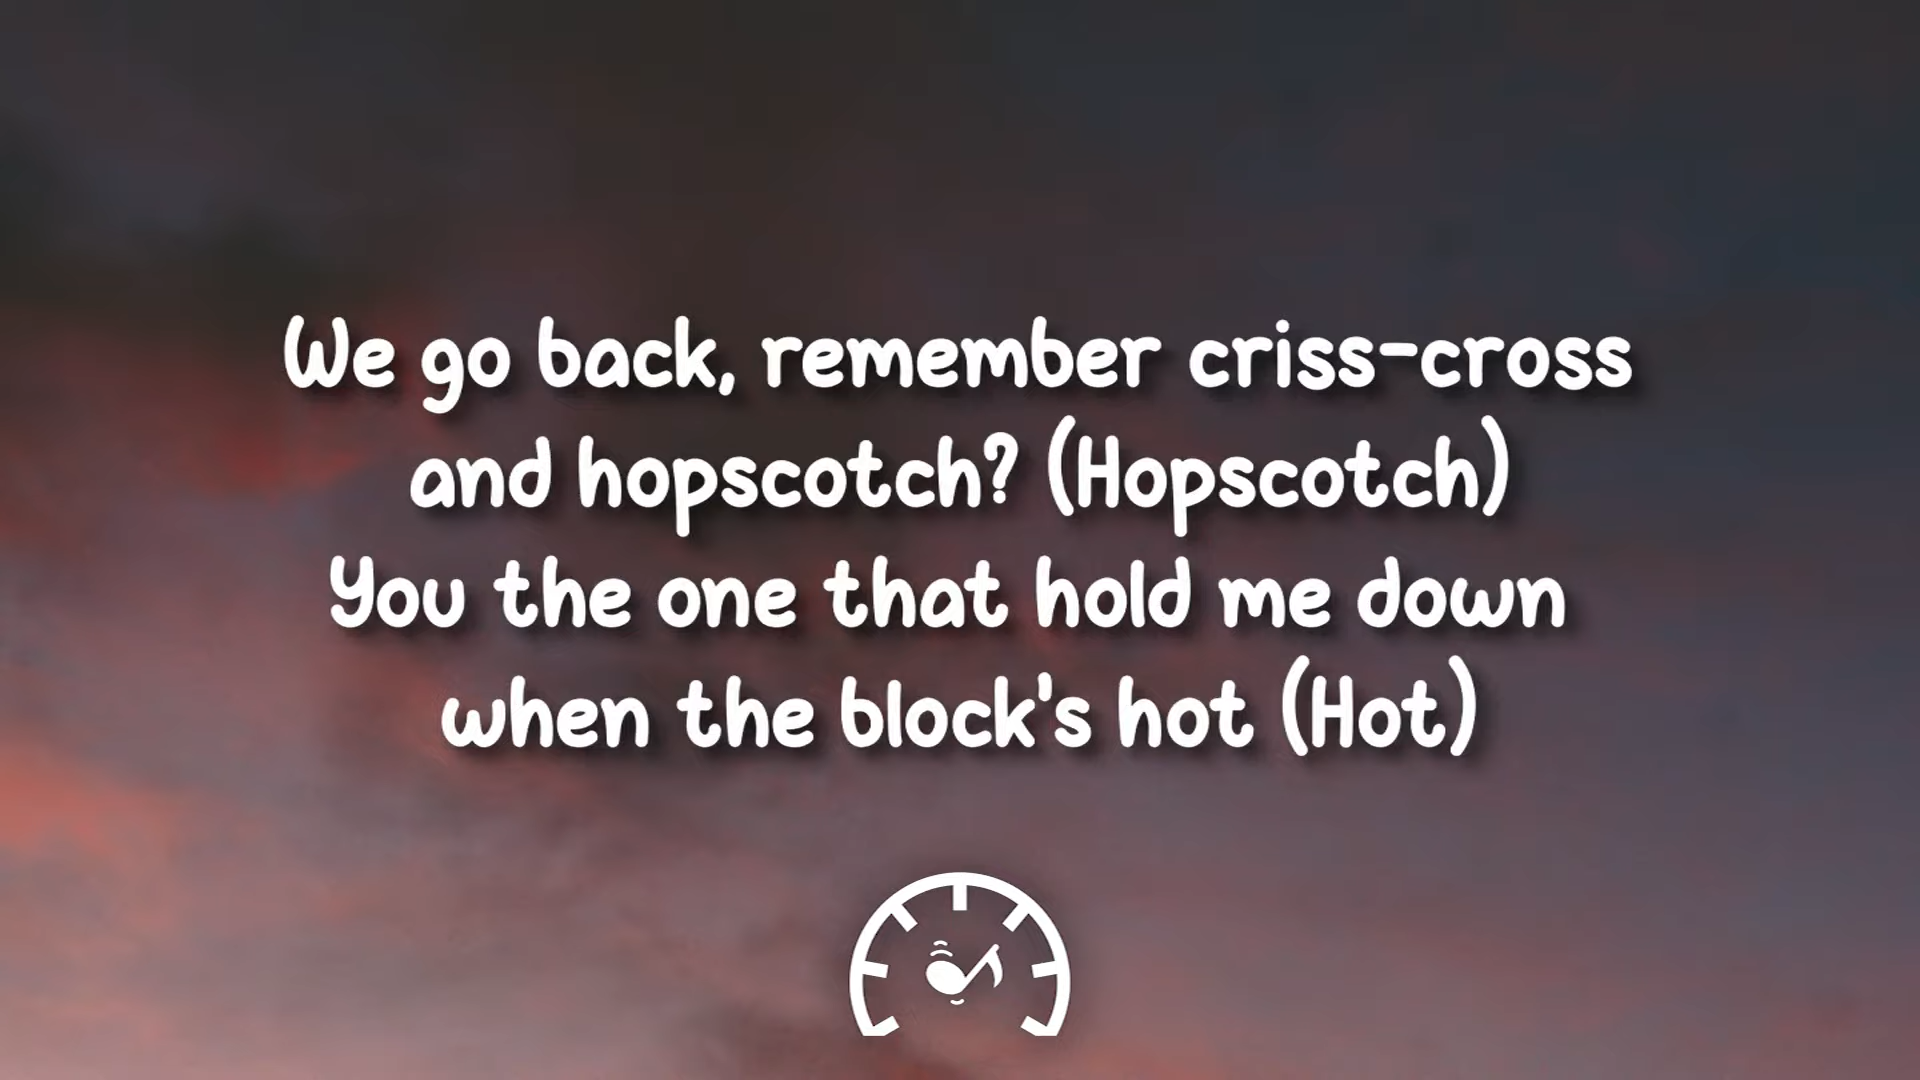 We go back, remember criss-cross
and hopscotch? (Hopscotch)
You the one that hold me down
when the block's hot (Hot)